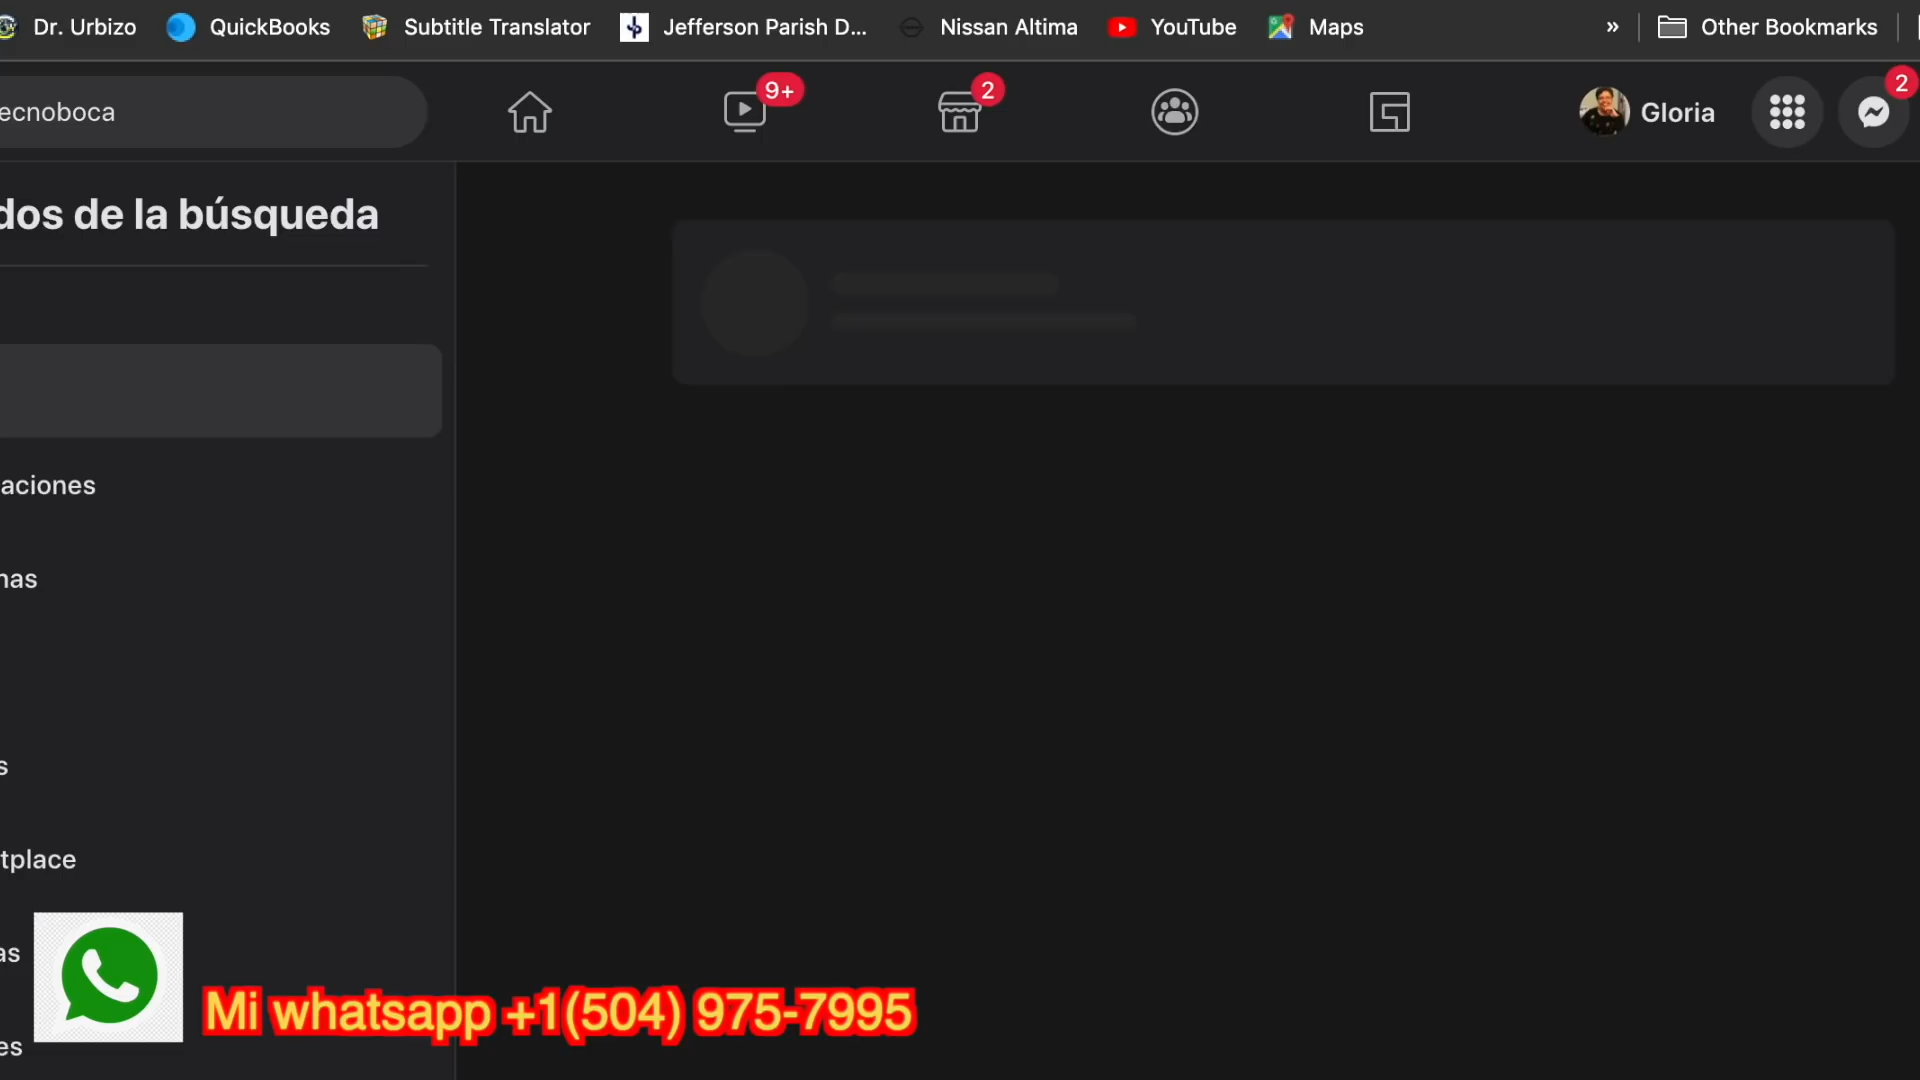 Dr. Urbizo QuickBooks Subtitle Translator Jefferson Parish D... Nissan Altima YouTube Maps » Other Bookmarks
ecnoboca 9+ 2 Gloria 2
dos de la búsqueda
aciones
nas
s
tplace
as
es
Mi whatsapp +1(504) 975-7995